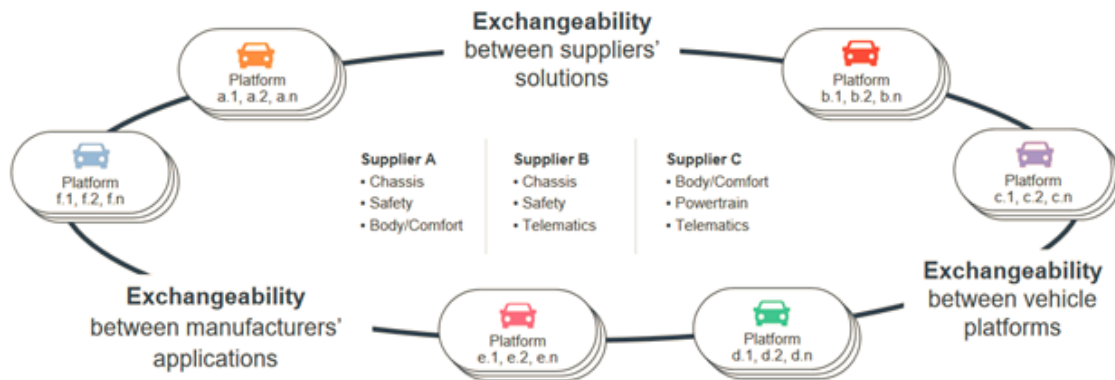 Exchangeability
between suppliers'
solutions
Platform
a.1, a.2, a.n
Platform
b.1, b.2, b.n
Platform
f.1, f.2, f.n
Supplier A
▪ Chassis
▪ Safety
▪ Body/Comfort
Supplier B
▪ Chassis
▪ Safety
▪ Telematics
Supplier C
▪ Body/Comfort
▪ Powertrain
▪ Telematics
Platform
c.1, c.2, c.n
Exchangeability
between manufacturers'
applications
Platform
e.1, e.2, e.n
Platform
d.1, d.2, d.n
Exchangeability
between vehicle
platforms